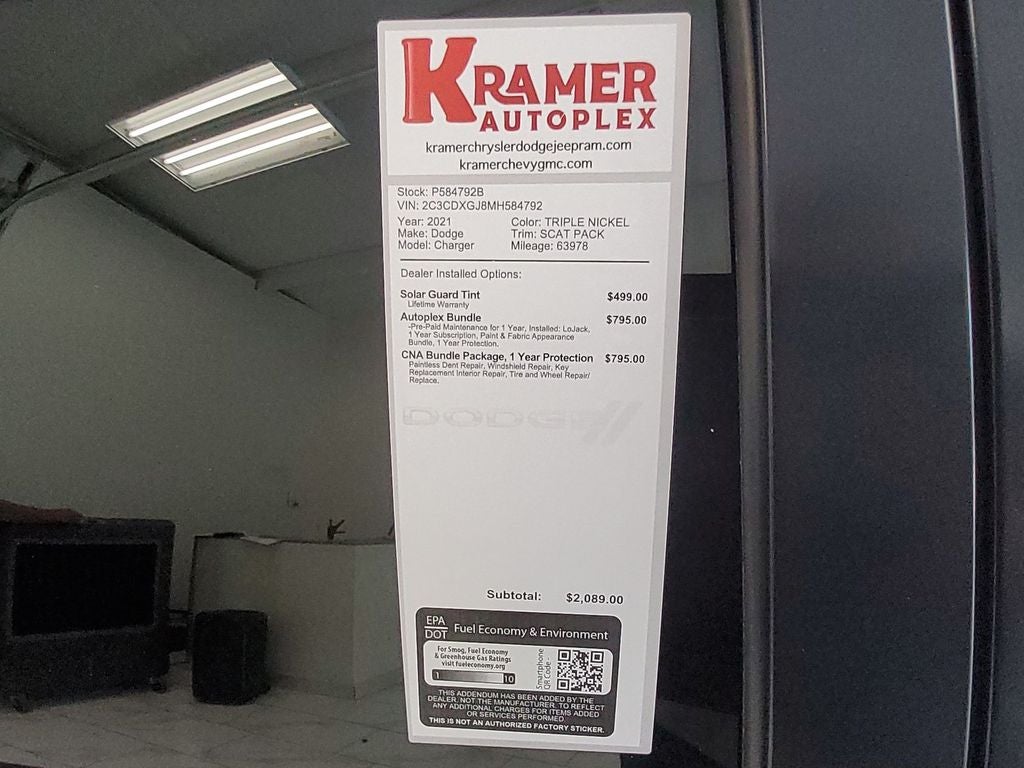 KRAMER
AUTOPLEX
kramerchryslerdodgejeepram.com
kramerchevygmc.com
Stock: P584792B
VIN: 2C3CDXGJ8MH584792
Year: 2021 Color: TRIPLE NICKEL
Make: Dodge Trim: SCAT PACK
Model: Charger Mileage: 63978
Dealer Installed Options:
Solar Guard Tint $499.00
Lifetime Warranty
Autoplex Bundle $795.00
-Pre-Paid Maintenance for 1 Year, Installed: LoJack,
1 Year Subscription, Paint & Fabric Appearance
Bundle, 1 Year Protection.
CNA Bundle Package, 1 Year Protection $795.00
Paintless Dent Repair, Windshield Repair, Key
Replacement Interior Repair, Tire and Wheel Repair/
Replace.
DODGE
Subtotal: $2,089.00
EPA
DOT Fuel Economy & Environment
For Smog, Fuel Economy
& Greenhouse Gas Ratings
visit fueleconomy.org
1 10
Smartphone
QR Code
THIS ADDENDUM HAS BEEN ADDED BY THE
DEALER, NOT THE MANUFACTURER, TO REFLECT
ANY ADDITIONAL CHARGES FOR ITEMS ADDED
OR SERVICES PERFORMED
THIS IS NOT AN AUTHORIZED FACTORY STICKER.